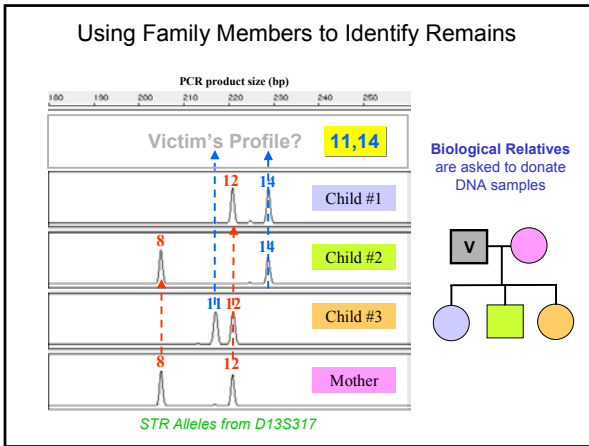 Using Family Members to Identify Remains
PCR product size (bp)
180 190 200 210 220 230 240 250
Victim's Profile? 11,14
12 14
Child #1
8 14
Child #2
11 12
Child #3
8 12
Mother
STR Alleles from D13S317
Biological Relatives
are asked to donate
DNA samples
V